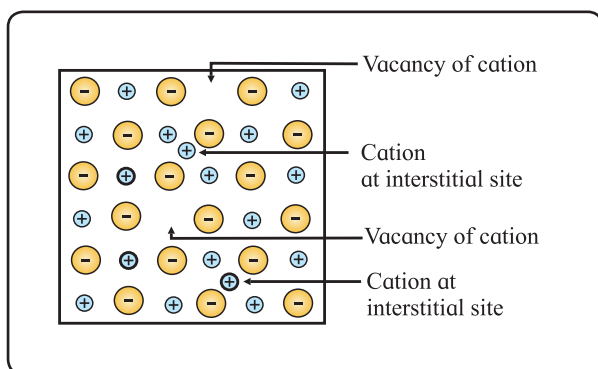 Vacancy of cation
Cation
at interstitial site
Vacancy of cation
Cation at
interstitial site